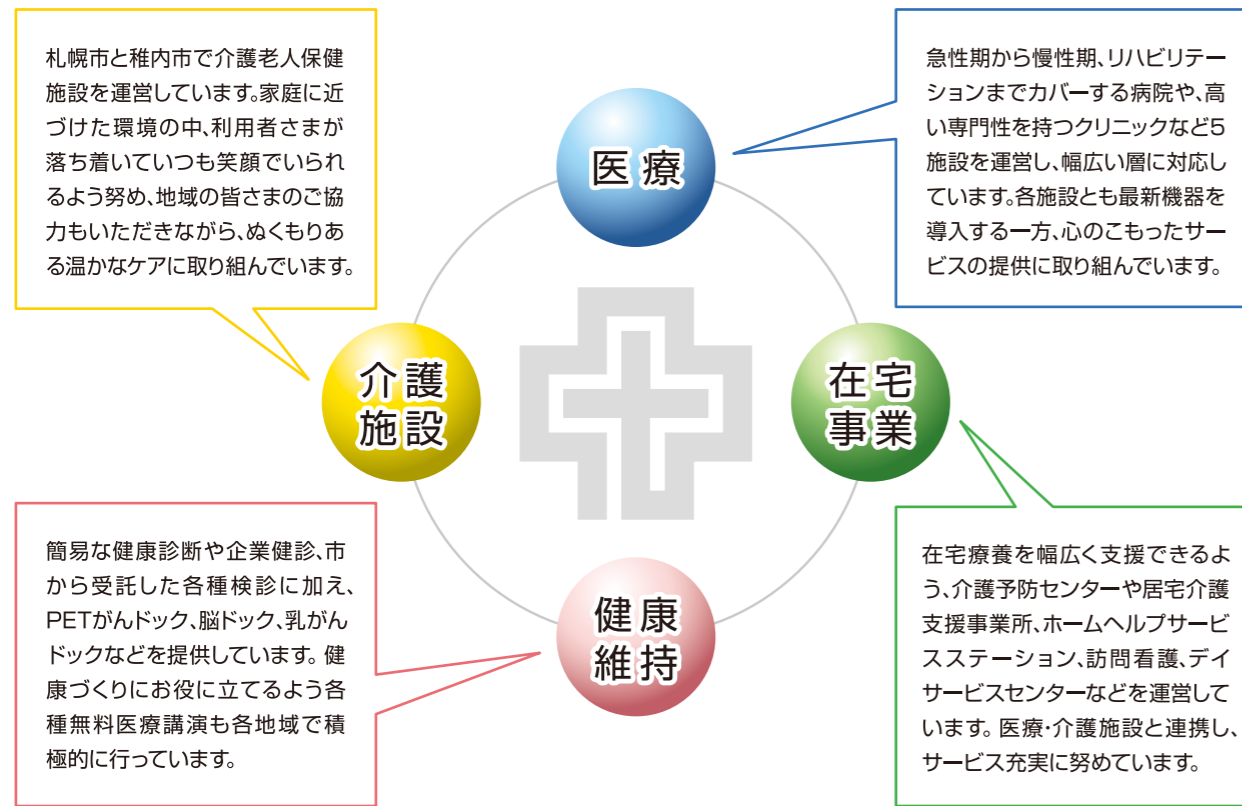 札幌市と稚内市で介護老人保健
施設を運営しています。家庭に近
づけた環境の中、利用者さまが
落ち着いていつも笑顔でいられ
るよう努め、地域の皆さまのご協
力もいただきながら、ぬくもりあ
る温かなケアに取り組んでいます。
医療
急性期から慢性期、リハビリテー
ションまでカバーする病院や、高
い専門性を持つクリニックなど5
施設を運営し、幅広い層に対応し
ています。各施設とも最新機器を
導入する一方、心のこもったサー
ビスの提供に取り組んでいます。
介護
施設
在宅
事業
簡易な健康診断や企業健診、市
から受託した各種検診に加え、
PETがんドック、脳ドック、乳がん
ドックなどを提供しています。健
康づくりにお役に立てるよう各
種無料医療講演も各地域で積
極的に行っています。
健康
維持
在宅療養を幅広く支援できるよ
う、介護予防センターや居宅介護
支援事業所、ホームヘルプサービ
スステーション、訪問看護、デイ
サービスセンターなどを運営して
います。医療・介護施設と連携し、
サービス充実に努めています。